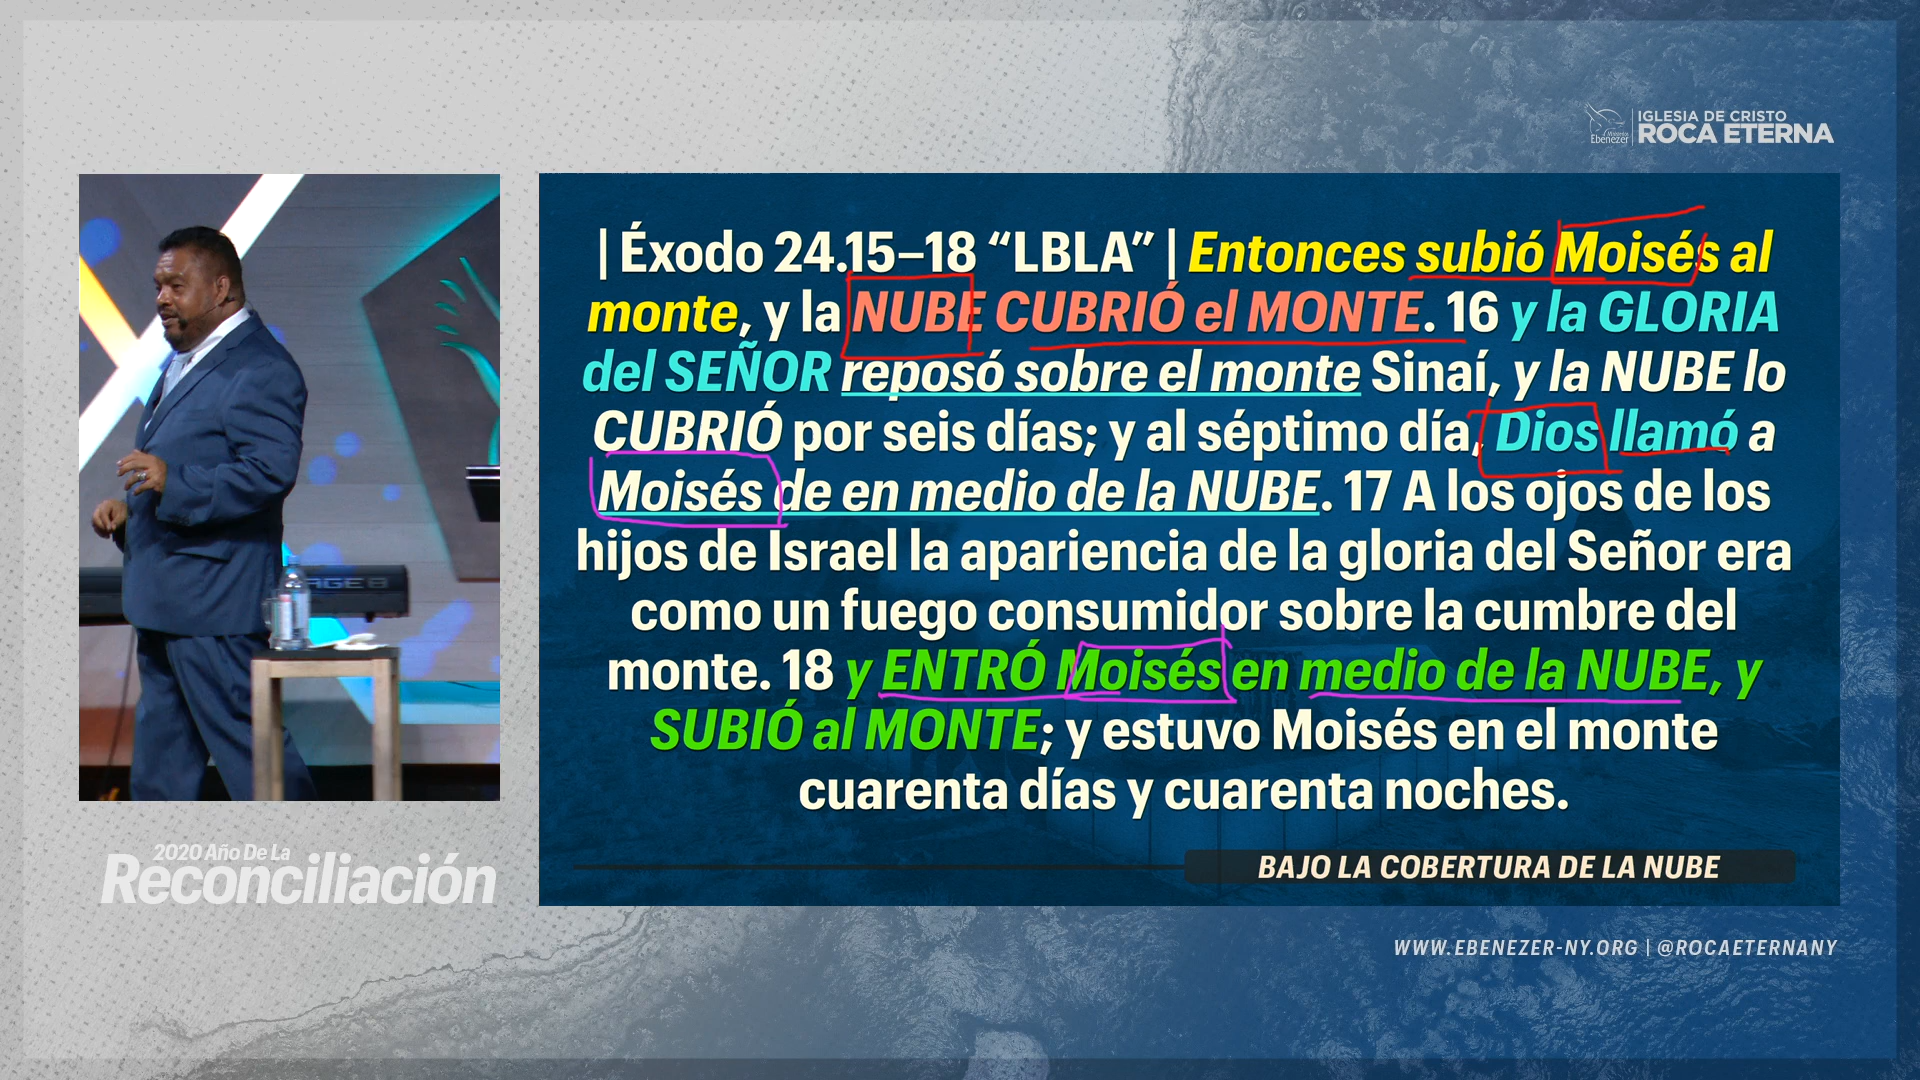 IGLESIA DE CRISTO
ROCA ETERNA
Ministerios
Ebenezer
| Éxodo 24.15–18 “LBLA” | Entonces subió Moisés al
monte, y la NUBE CUBRIÓ el MONTE. 16 y la GLORIA
del SEÑOR reposó sobre el monte Sinaí, y la NUBE lo
CUBRIÓ por seis días; y al séptimo día, Dios llamó a
Moisés de en medio de la NUBE. 17 A los ojos de los
hijos de Israel la apariencia de la gloria del Señor era
como un fuego consumidor sobre la cumbre del
monte. 18 y ENTRÓ Moisés en medio de la NUBE, y
SUBIÓ al MONTE; y estuvo Moisés en el monte
cuarenta días y cuarenta noches.
BAJO LA COBERTURA DE LA NUBE
2020 Año De La
Reconciliación
WWW.EBENEZER-NY.ORG | @ROCAETERNANY